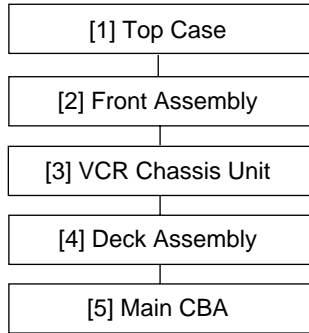 [1] Top Case
[2] Front Assembly
[3] VCR Chassis Unit
[4] Deck Assembly
[5] Main CBA